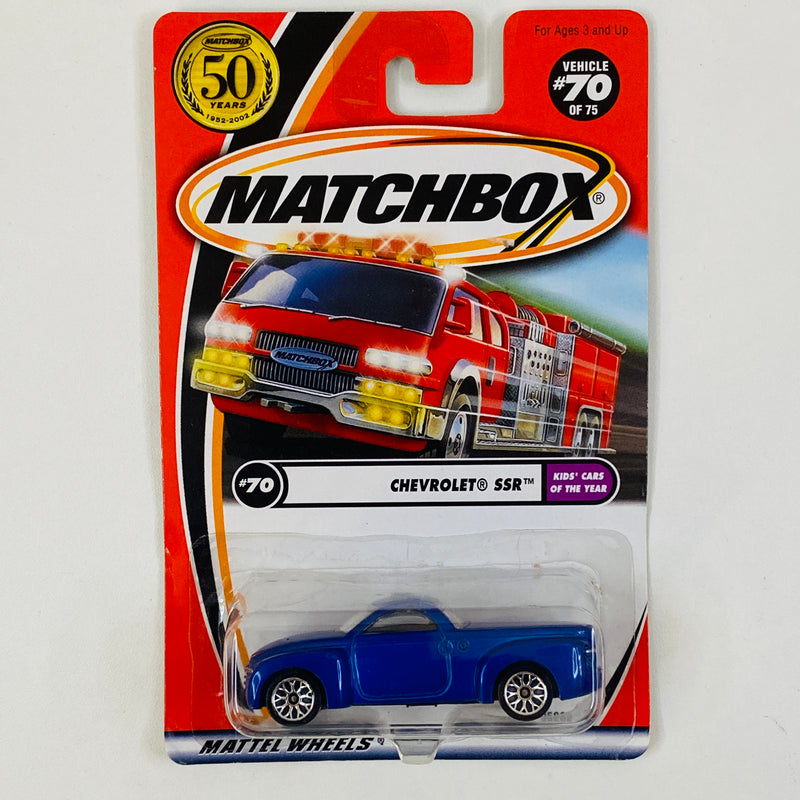 MATCHBOX
50
YEARS
1952-2002
For Ages 3 and Up
VEHICLE
#70
OF 75
MATCHBOX®
MATCHBOX
#70
CHEVROLET® SSR™
KIDS' CARS
OF THE YEAR
MATTEL WHEELS